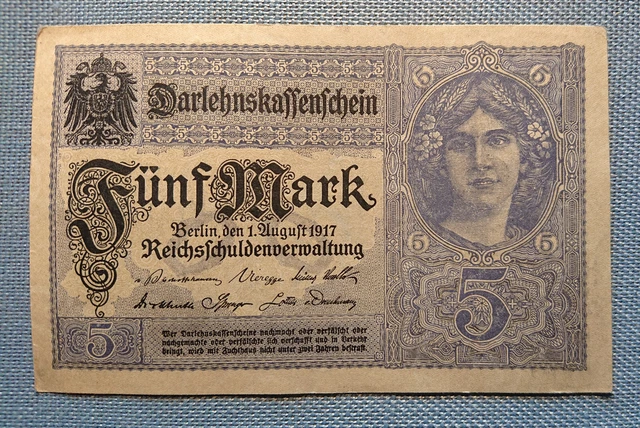 Darlehnskassenschein
5 5
Fünf Mark
Berlin, den 1. August 1917
Reichsschuldenverwaltung
5 5
5
5
Wer Darlehnskassenscheine nachmacht oder verfälscht oder
nachgemachte oder verfälschte sich verschafft und in Verkehr
bringt, wird mit Zuchthaus nicht unter zwei Jahren bestraft.